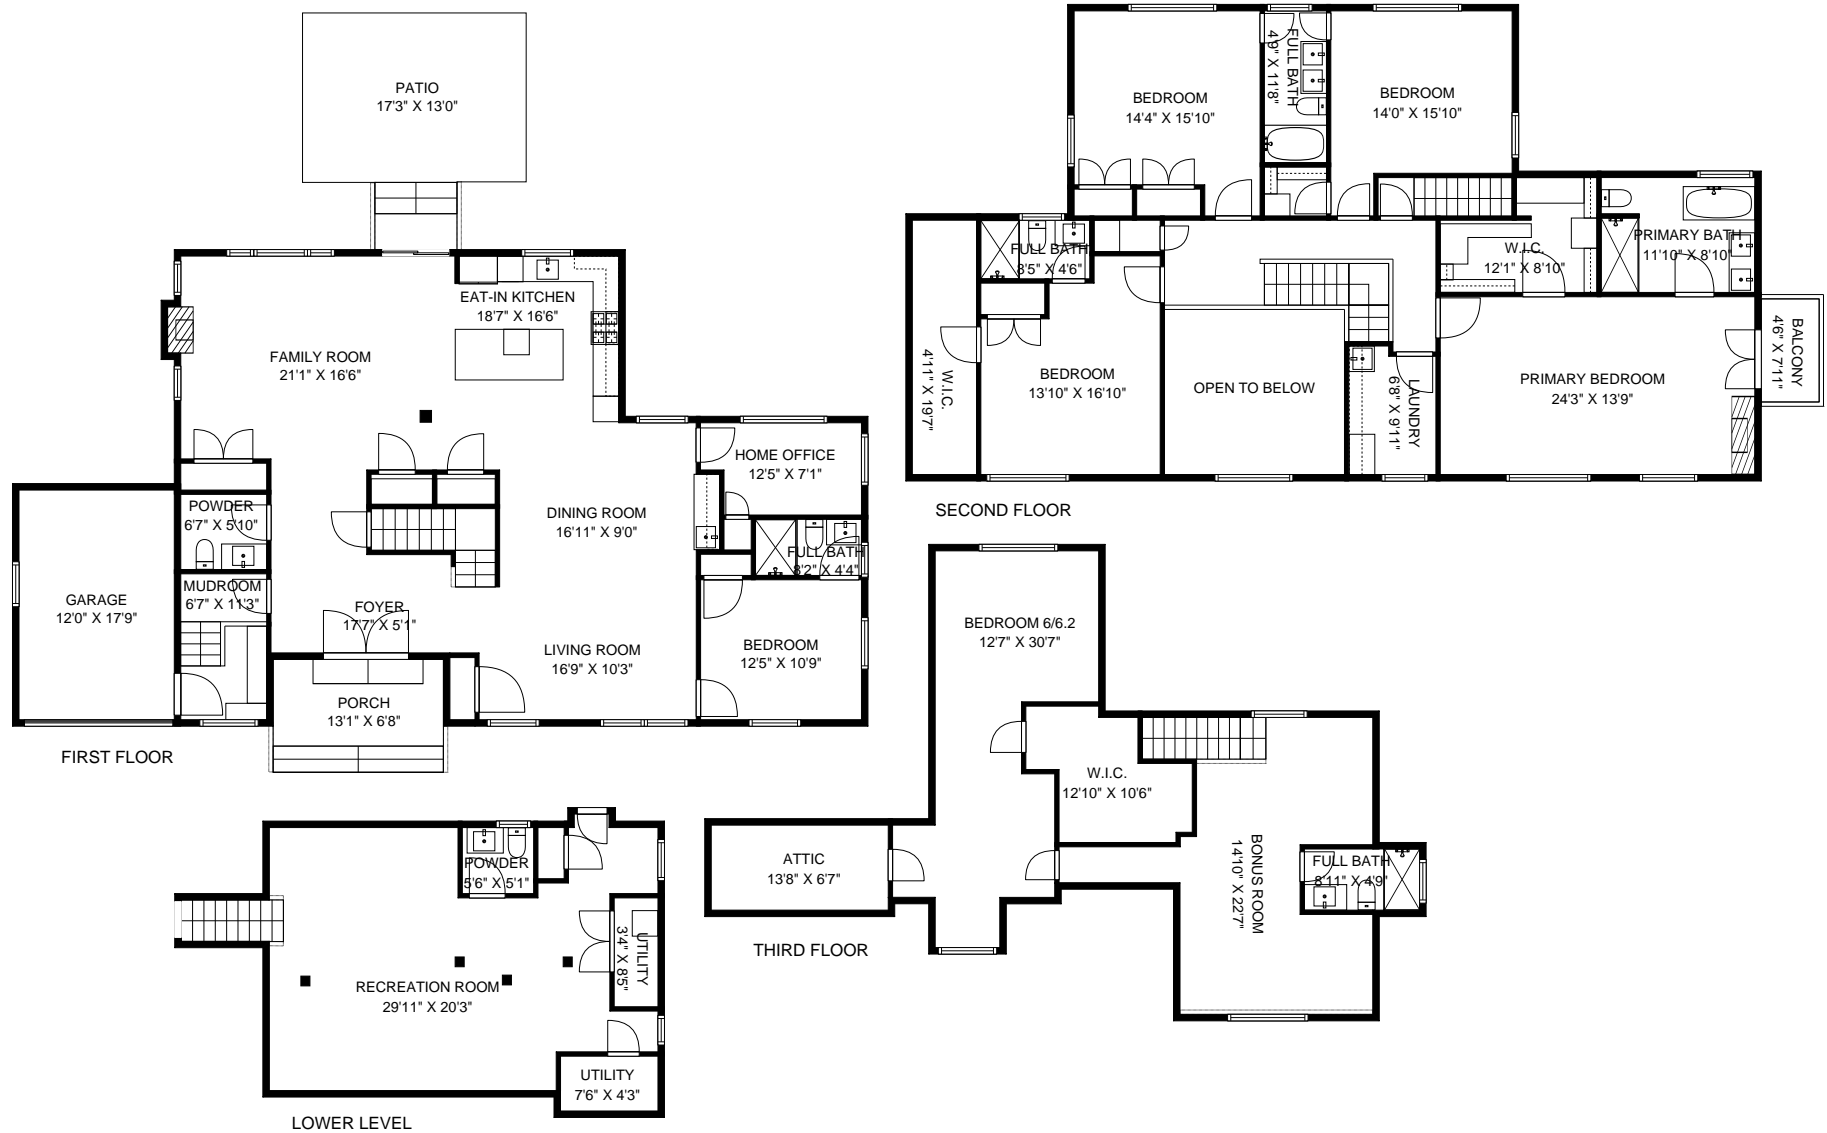 PATIO
17'3" X 13'0"
EAT-IN KITCHEN
18'7" X 16'6"
FAMILY ROOM
21'1" X 16'6"
HOME OFFICE
12'5" X 7'1"
POWDER
6'7" X 5'10"
DINING ROOM
16'11" X 9'0"
FULL BATH
8'2" X 4'4"
MUDROOM
6'7" X 11'3"
GARAGE
12'0" X 17'9"
FOYER
17'7" X 5'1"
LIVING ROOM
16'9" X 10'3"
BEDROOM
12'5" X 10'9"
PORCH
13'1" X 6'8"
FIRST FLOOR
BEDROOM
14'4" X 15'10"
FULL BATH
4'9" X 11'8"
BEDROOM
14'0" X 15'10"
FULL BATH
8'5" X 4'6"
W.I.C.
12'1" X 8'10"
PRIMARY BATH
11'10" X 8'10"
W.I.C.
4'11" X 19'7"
BEDROOM
13'10" X 16'10"
OPEN TO BELOW
LAUNDRY
6'8" X 9'11"
PRIMARY BEDROOM
24'3" X 13'9"
BALCONY
4'6" X 7'11"
SECOND FLOOR
BEDROOM 6/6.2
12'7" X 30'7"
W.I.C.
12'10" X 10'6"
ATTIC
13'8" X 6'7"
BONUS ROOM
14'10" X 22'7"
FULL BATH
8'11" X 4'9"
THIRD FLOOR
POWDER
5'6" X 5'1"
UTILITY
3'4" X 8'5"
RECREATION ROOM
29'11" X 20'3"
UTILITY
7'6" X 4'3"
LOWER LEVEL